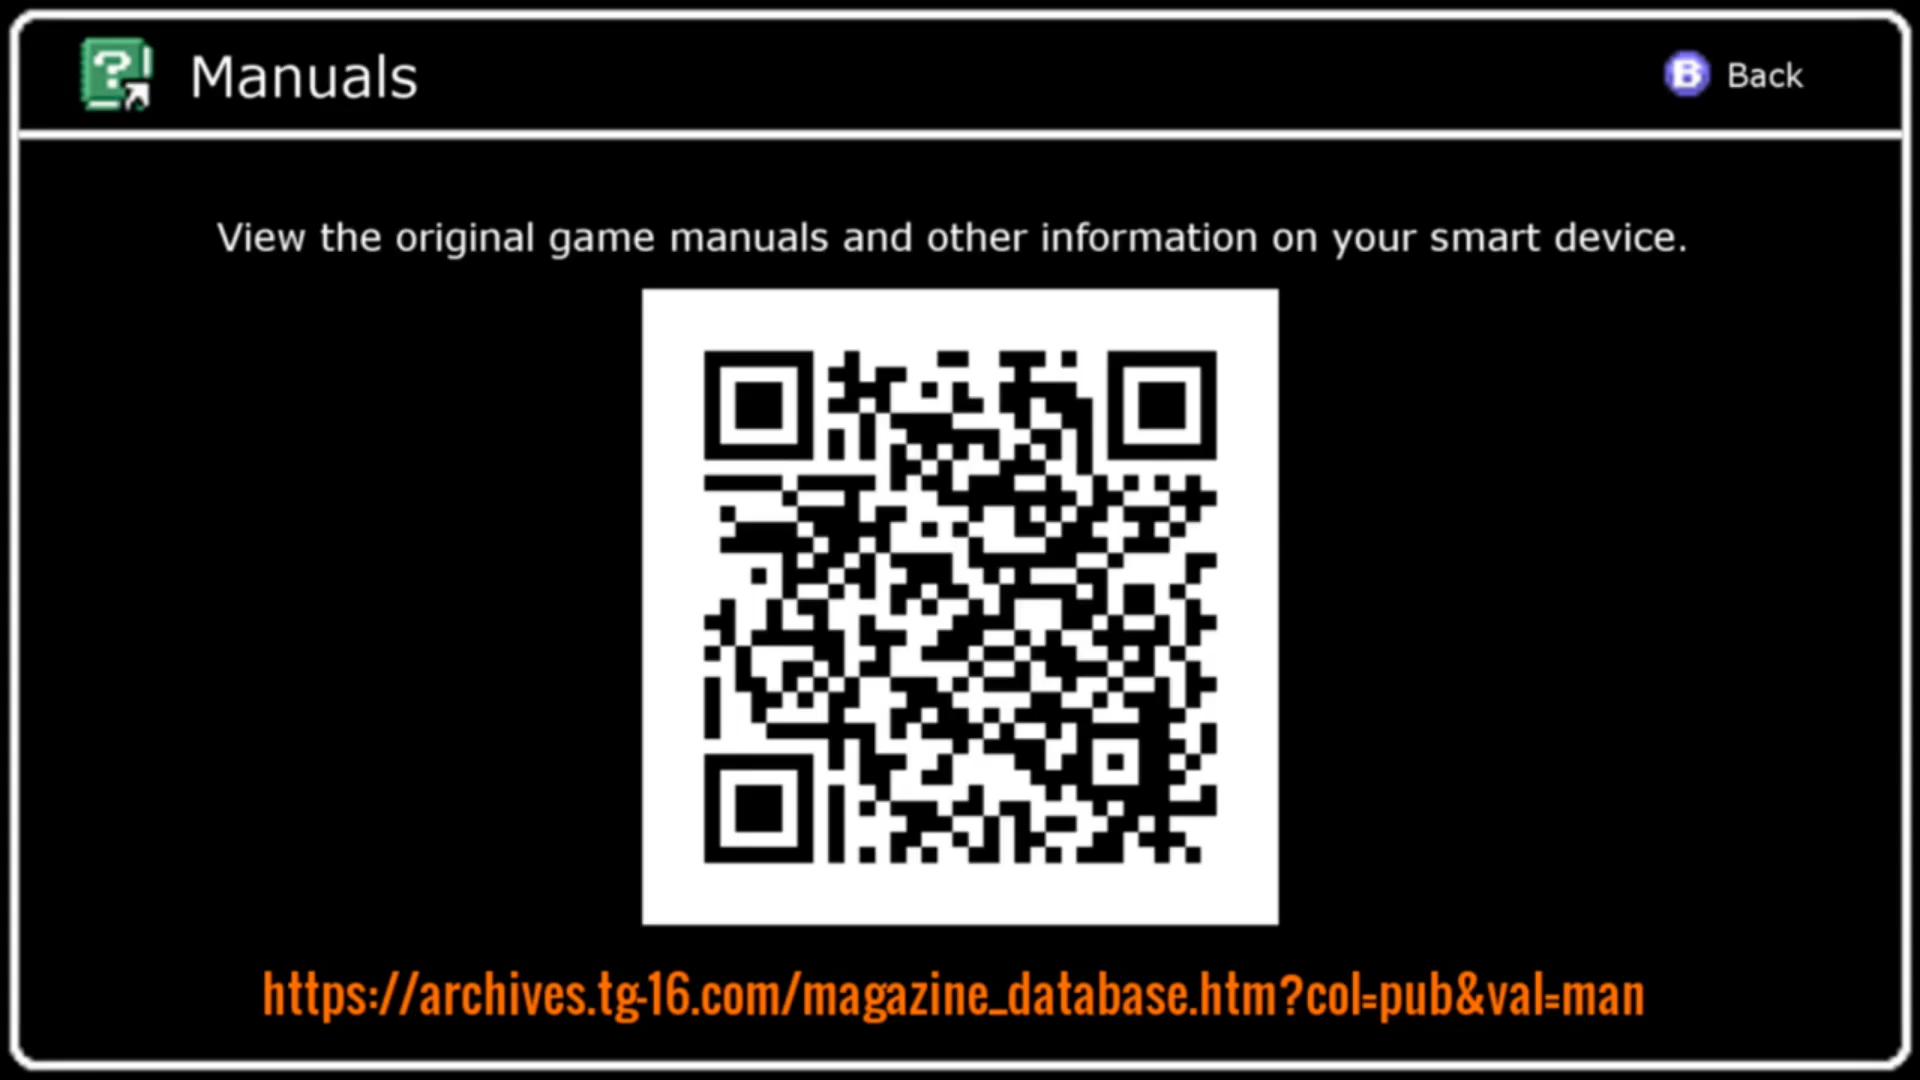 Manuals
B Back
View the original game manuals and other information on your smart device.
https://archives.tg-16.com/magazine_database.htm?col=pub&val=man